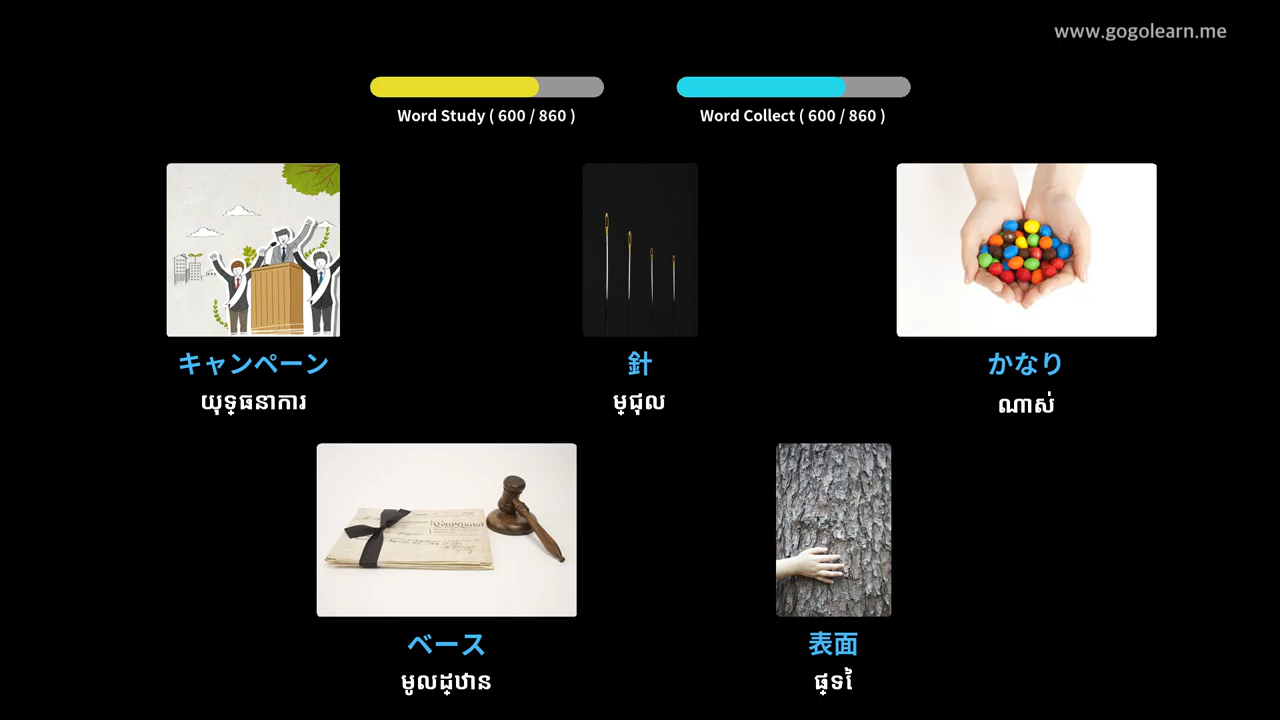 www.gogolearn.me
Word Study ( 600 / 860 )
Word Collect ( 600 / 860 )
キャンペーン
យុទ្ធនាការ
針
ម្ជុល
かなり
ណាស់
ベース
មូលដ្ឋាន
表面
ផ្ទៃ